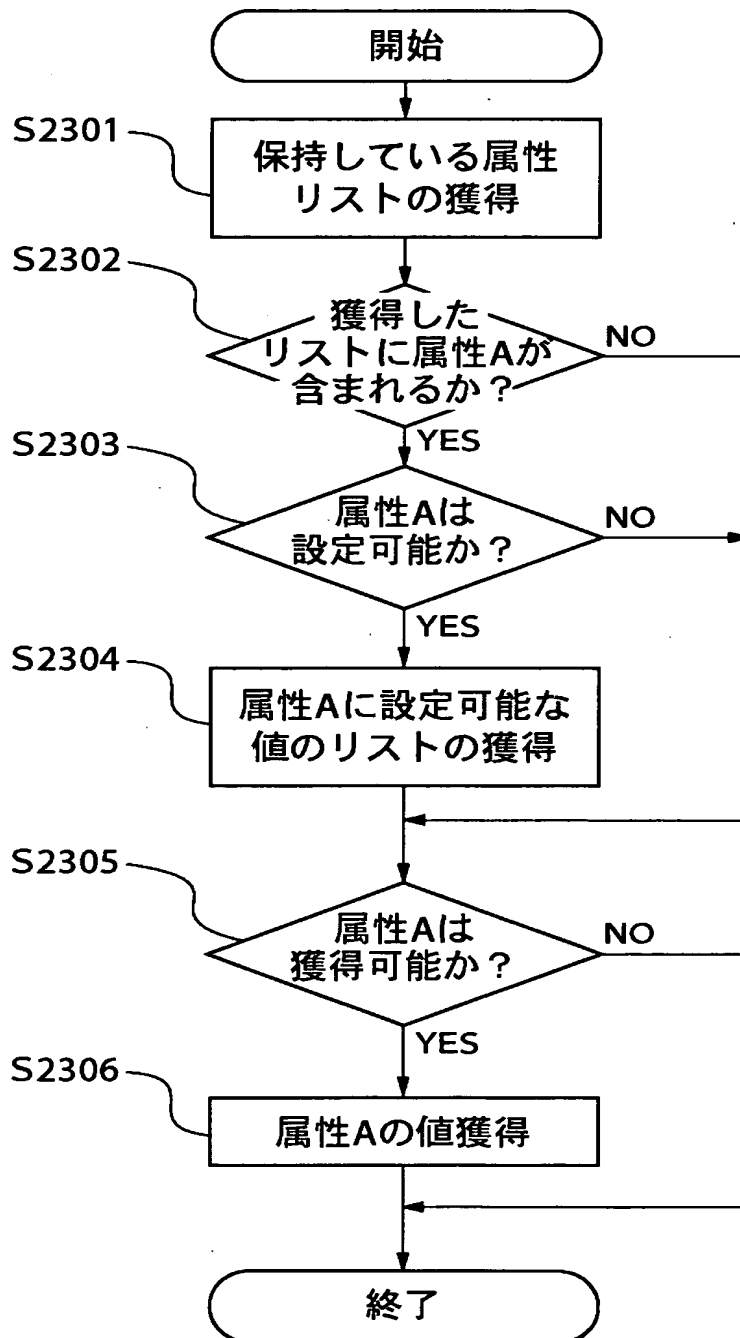 開始
S2301
保持している属性
リストの獲得
S2302
獲得した
リストに属性Aが
含まれるか？
NO
YES
S2303
属性Aは
設定可能か？
NO
YES
S2304
属性Aに設定可能な
値のリストの獲得
S2305
属性Aは
獲得可能か？
NO
YES
S2306
属性Aの値獲得
終了